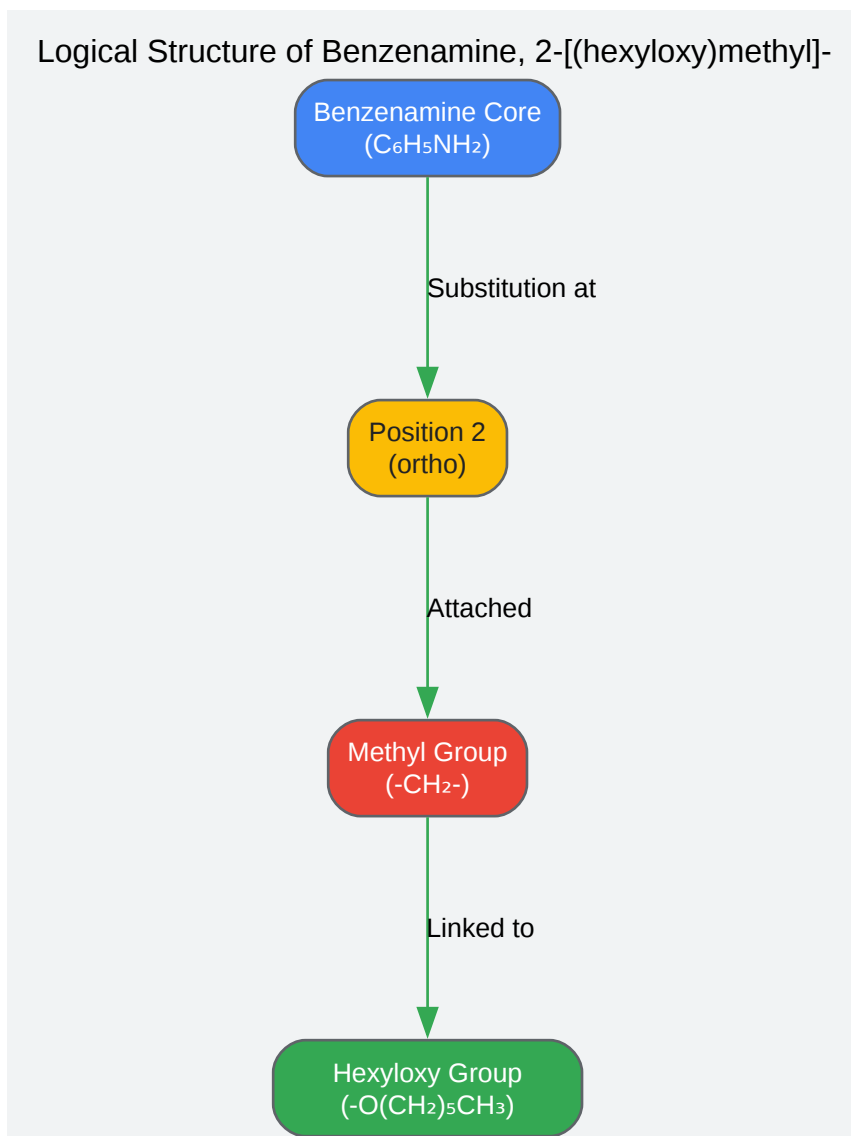 Logical Structure of Benzenamine, 2-[(hexyloxy)methyl]-
Benzenamine Core
(C₆H₅NH₂)
Substitution at
Position 2
(ortho)
Attached
Methyl Group
(-CH₂-)
Linked to
Hexyloxy Group
(-O(CH₂)₅CH₃)